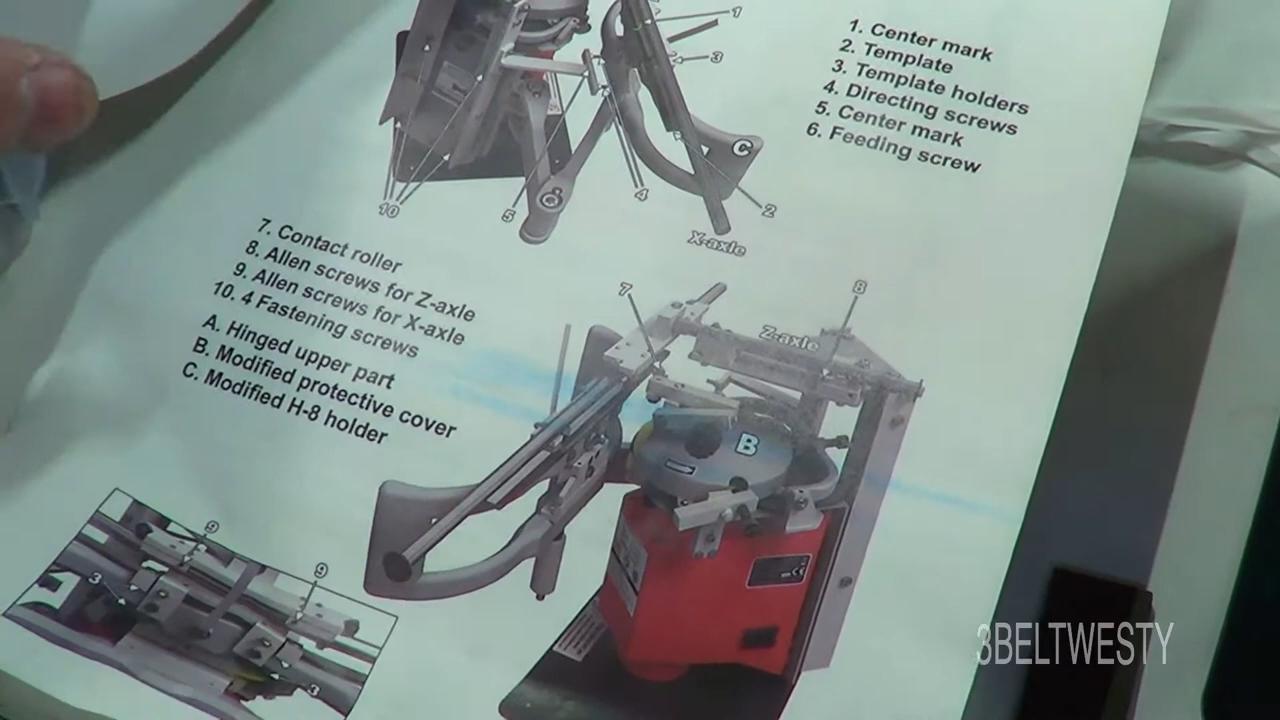 1
3
1. Center mark
2. Template
3. Template holders
4. Directing screws
5. Center mark
6. Feeding screw
C
10
5
4
2
X-axle
7. Contact roller
8. Allen screws for Z-axle
9. Allen screws for X-axle
10. 4 Fastening screws
A. Hinged upper part
B. Modified protective cover
C. Modified H-8 holder
7
8
Z-axle
B
9
9
3
3
3BELTWESTY